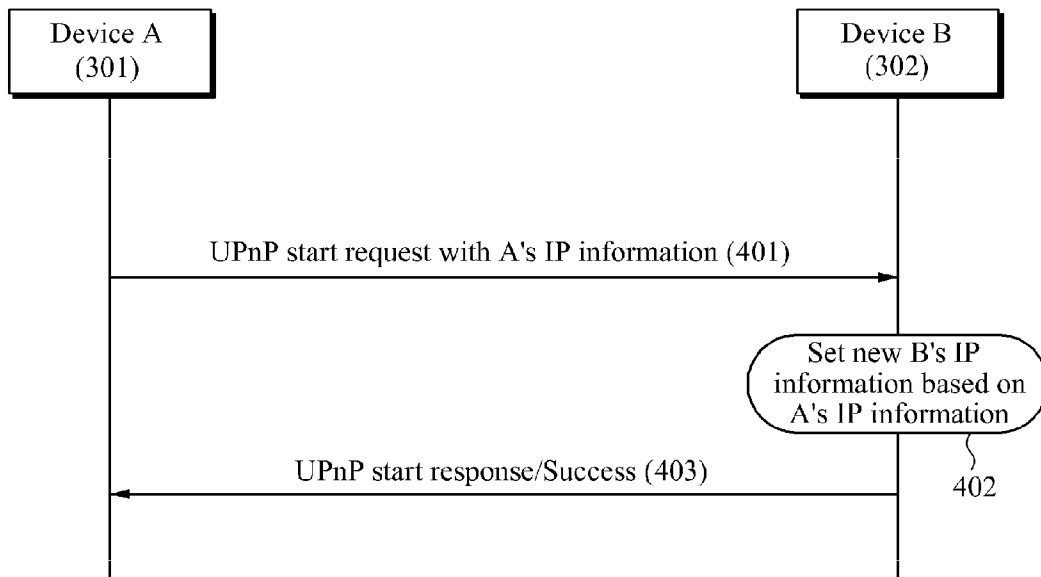 Device A
(301)
Device B
(302)
UPnP start request with A's IP information (401)
Set new B's IP
information based on
A's IP information
402
UPnP start response/Success (403)